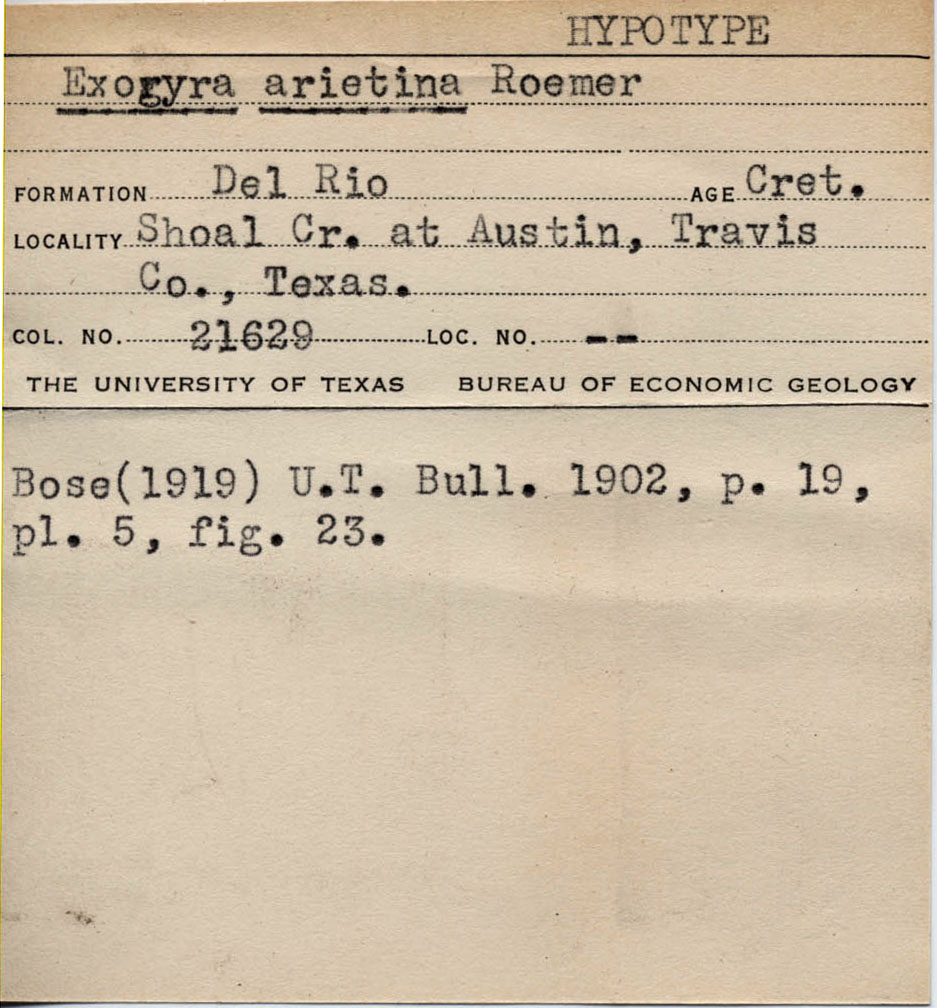 HYPOTYPE
Exogyra arietina Roemer
FORMATION Del Rio AGE Cret.
LOCALITY Shoal Cr. at Austin, Travis
Co., Texas.
COL. NO. 21629 LOC. NO. --
THE UNIVERSITY OF TEXAS BUREAU OF ECONOMIC GEOLOGY
Bose(1919) U.T. Bull. 1902, p. 19,
pl. 5, fig. 23.